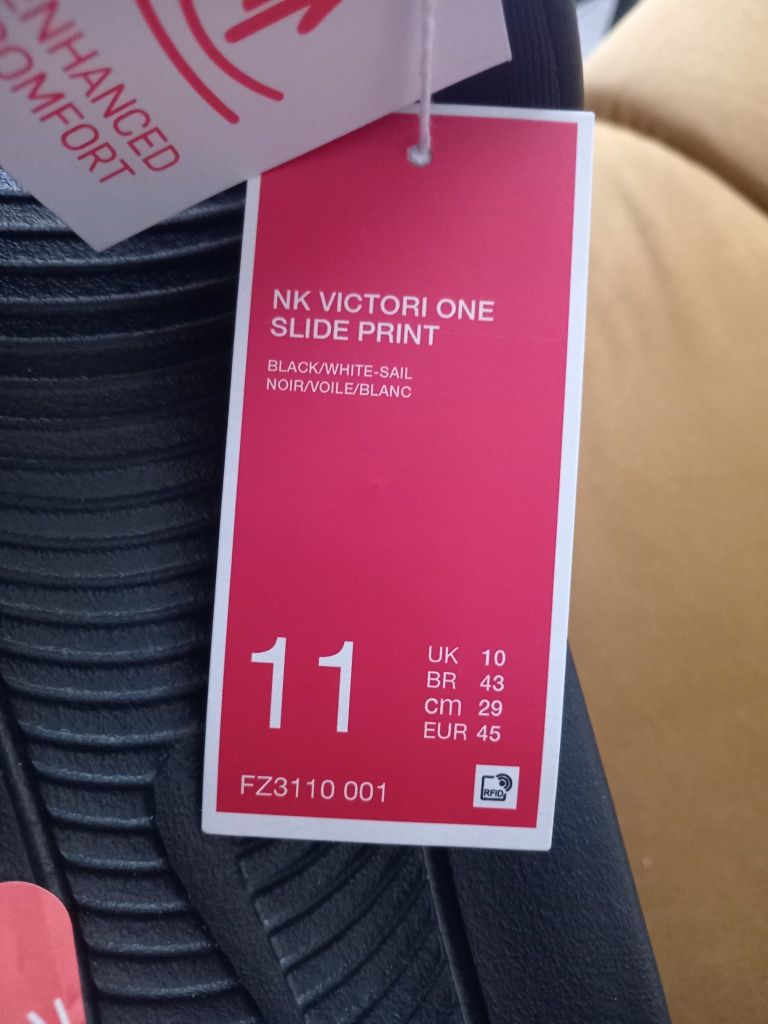 ENHANCED
COMFORT
NK VICTORI ONE
SLIDE PRINT
BLACK/WHITE-SAIL
NOIR/VOILE/BLANC
11
UK 10
BR 43
cm 29
EUR 45
FZ3110 001
RFID